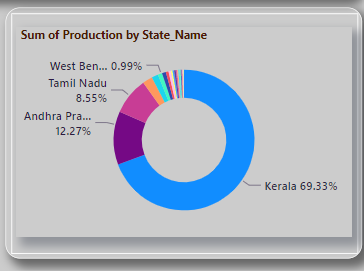 Sum of Production by State_Name
West Ben... 0.99%
Tamil Nadu
8.55%
Andhra Pra...
12.27%
Kerala 69.33%